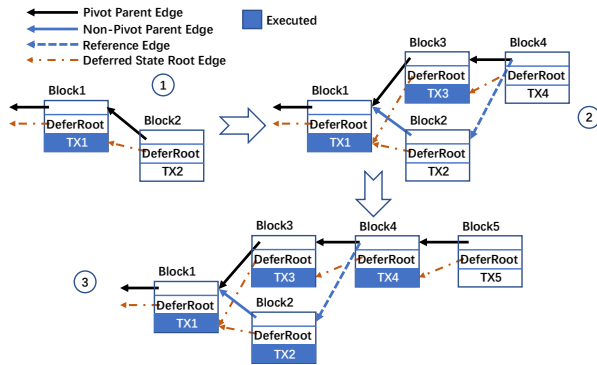 Pivot Parent Edge
Non-Pivot Parent Edge
Reference Edge
Deferred State Root Edge
Executed
1
Block1
DeferRoot
TX1
Block2
DeferRoot
TX2
2
Block1
DeferRoot
TX1
Block3
DeferRoot
TX3
Block4
DeferRoot
TX4
Block2
DeferRoot
TX2
3
Block1
DeferRoot
TX1
Block3
DeferRoot
TX3
Block4
DeferRoot
TX4
Block5
DeferRoot
TX5
Block2
DeferRoot
TX2